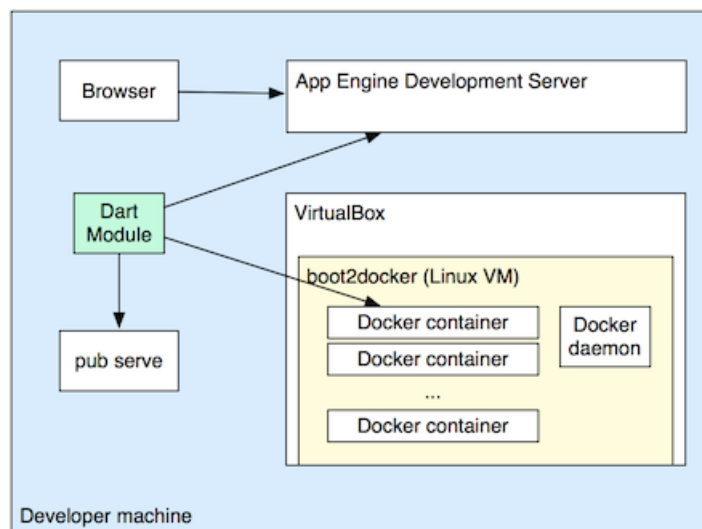 Browser
App Engine Development Server
Dart
Module
VirtualBox
boot2docker (Linux VM)
Docker container
Docker
daemon
Docker container
pub serve
...
Docker container
Developer machine